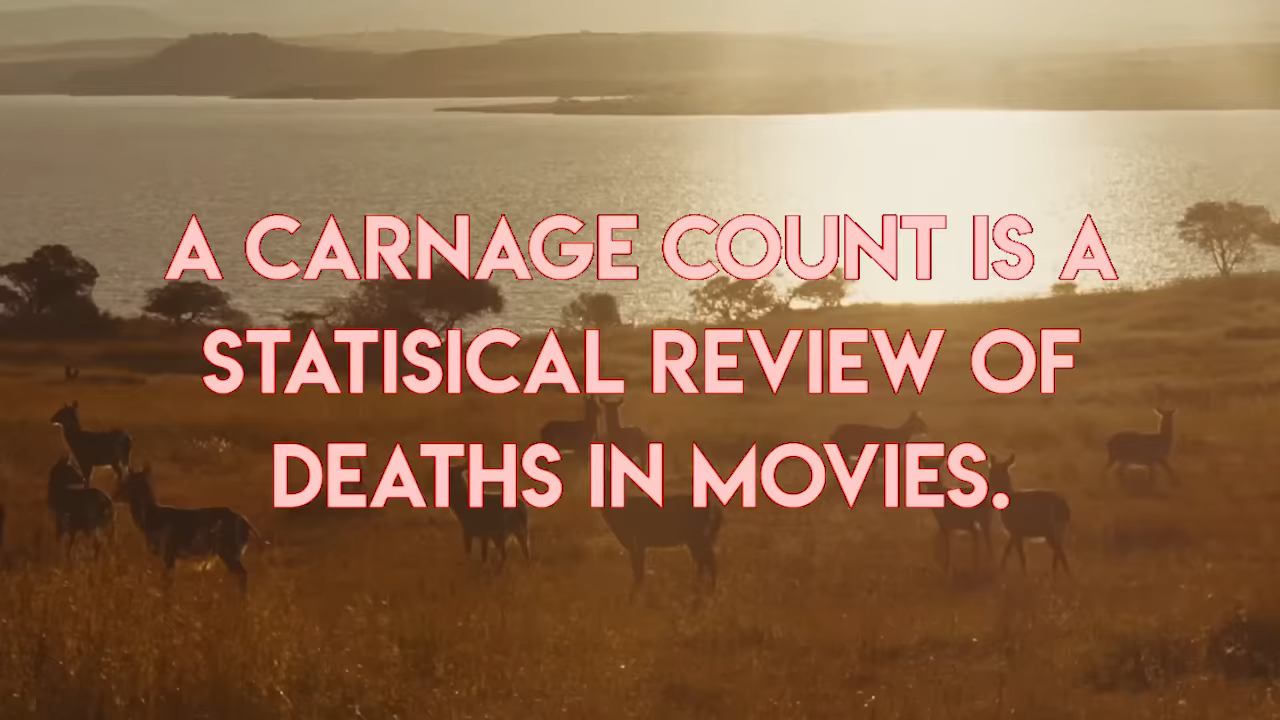 A CARNAGE COUNT IS A
STATISICAL REVIEW OF
DEATHS IN MOVIES.